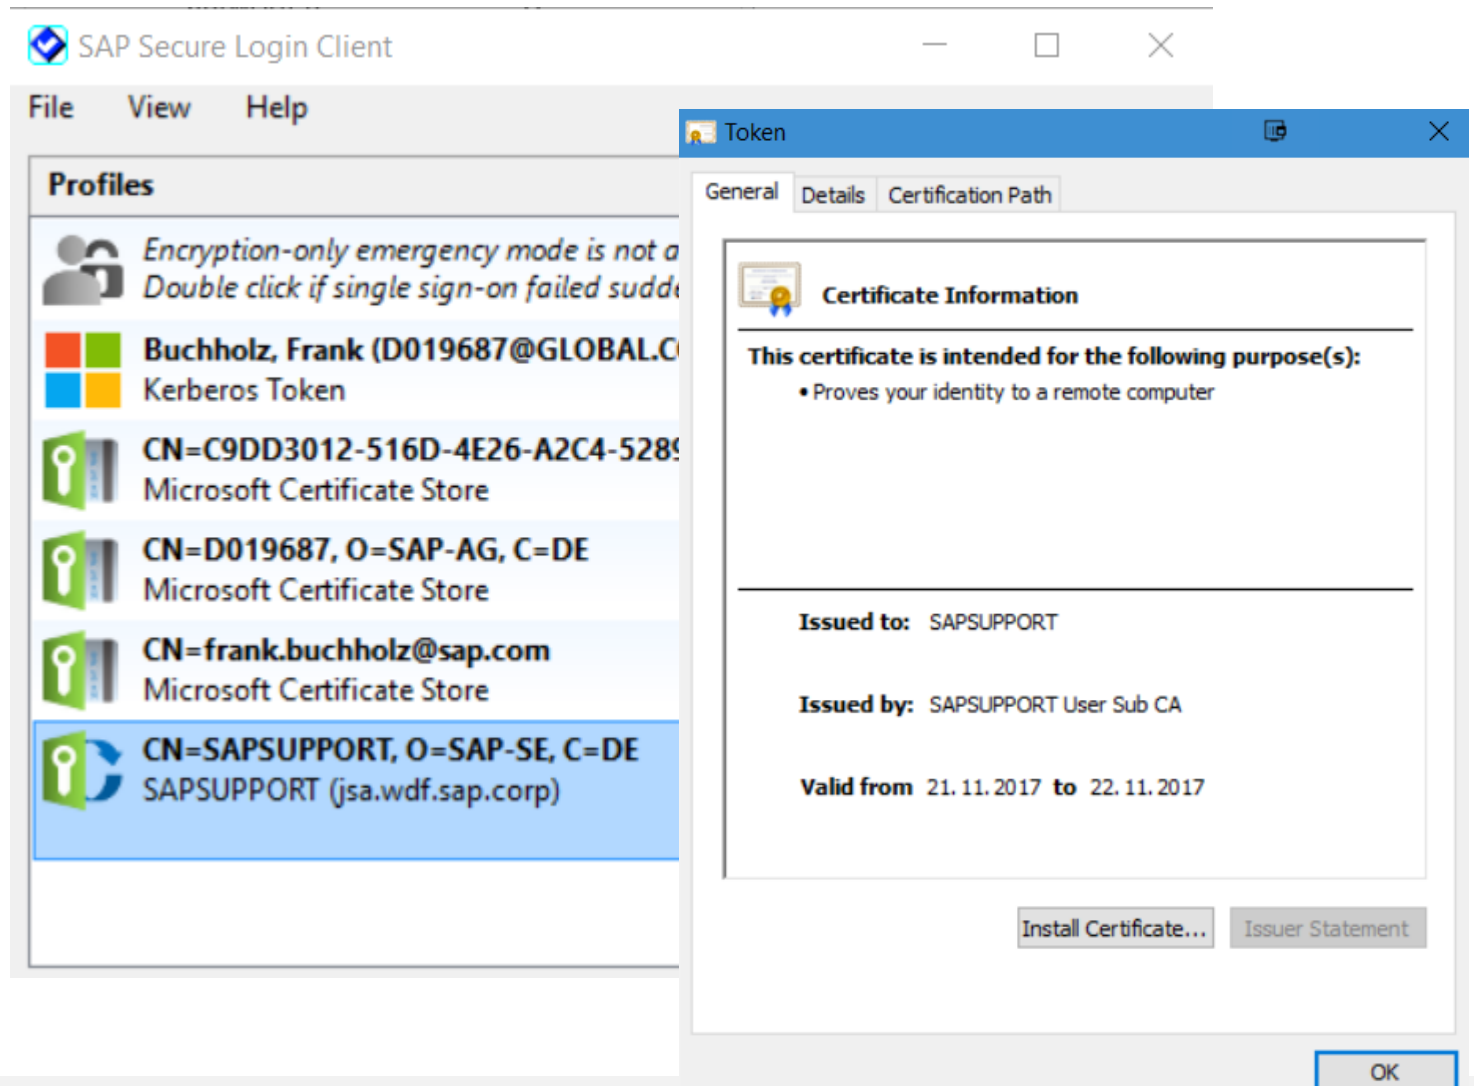 SAP Secure Login Client
File View Help
Profiles
Encryption-only emergency mode is not a
Double click if single sign-on failed sudde
Buchholz, Frank (D019687@GLOBAL.C
Kerberos Token
CN=C9DD3012-516D-4E26-A2C4-5289
Microsoft Certificate Store
CN=D019687, O=SAP-AG, C=DE
Microsoft Certificate Store
CN=frank.buchholz@sap.com
Microsoft Certificate Store
CN=SAPSUPPORT, O=SAP-SE, C=DE
SAPSUPPORT (jsa.wdf.sap.corp)
Token
General Details Certification Path
Certificate Information
This certificate is intended for the following purpose(s):
• Proves your identity to a remote computer
Issued to: SAPSUPPORT
Issued by: SAPSUPPORT User Sub CA
Valid from 21.11.2017 to 22.11.2017
Install Certificate... Issuer Statement
OK